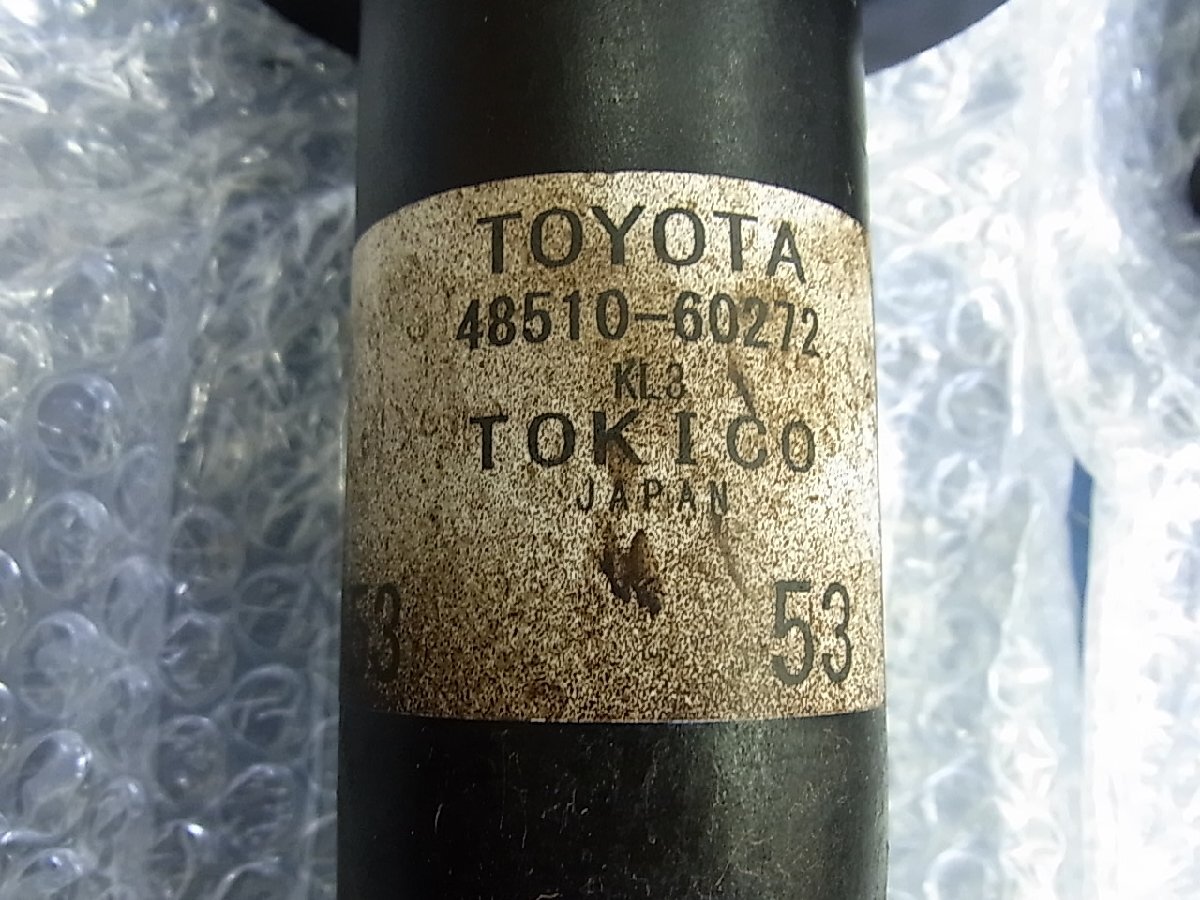 TOYOTA
48510-60272
KL3
TOKICO
JAPAN
53
53